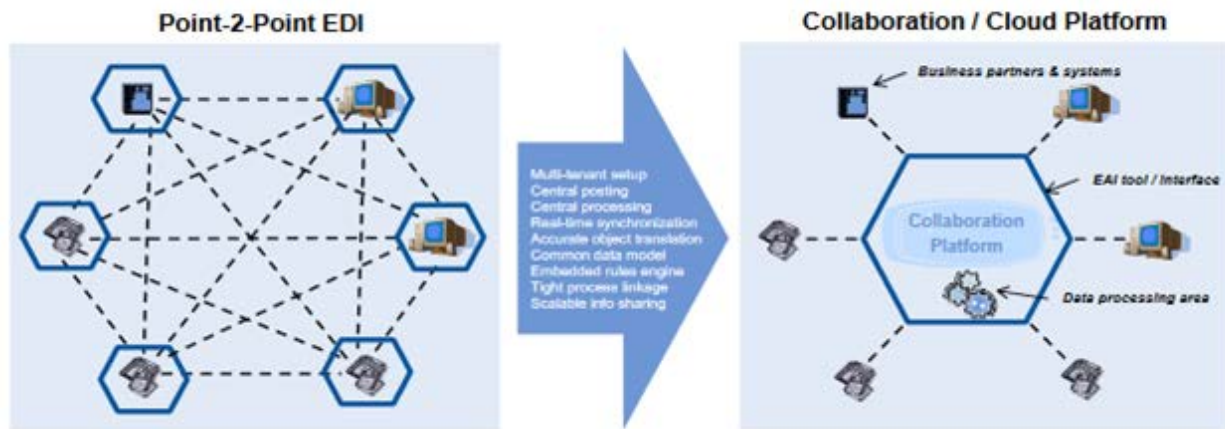 Point-2-Point EDI
Collaboration / Cloud Platform
Multi-tenant setup
Central posting
Central processing
Real-time synchronization
Accurate object translation
Common data model
Embedded rules engine
Tight process linkage
Scalable info sharing
Business partners & systems
EAI tool / Interface
Collaboration
Platform
Data processing area